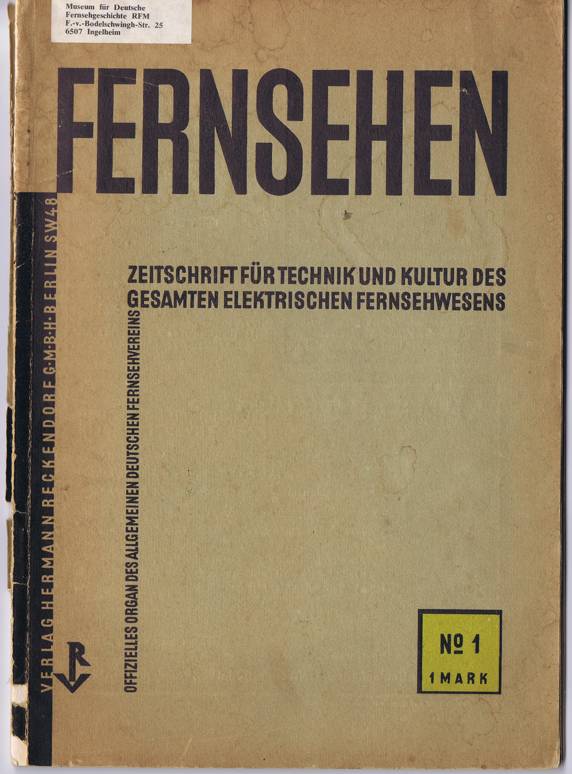 Museum für Deutsche
Fernsehgeschichte RFM
F.-v.-Bodelschwingh-Str. 25
6507 Ingelheim
FERNSEHEN
ZEITSCHRIFT FÜR TECHNIK UND KULTUR DES
GESAMTEN ELEKTRISCHEN FERNSEHWESENS
OFFIZIELLES ORGAN DES ALLGEMEINEN DEUTSCHEN FERNSEHVEREINS
VERLAG HERMANN RECKENDORF G·M·B·H·BERLIN SW48
R
No 1
1 MARK